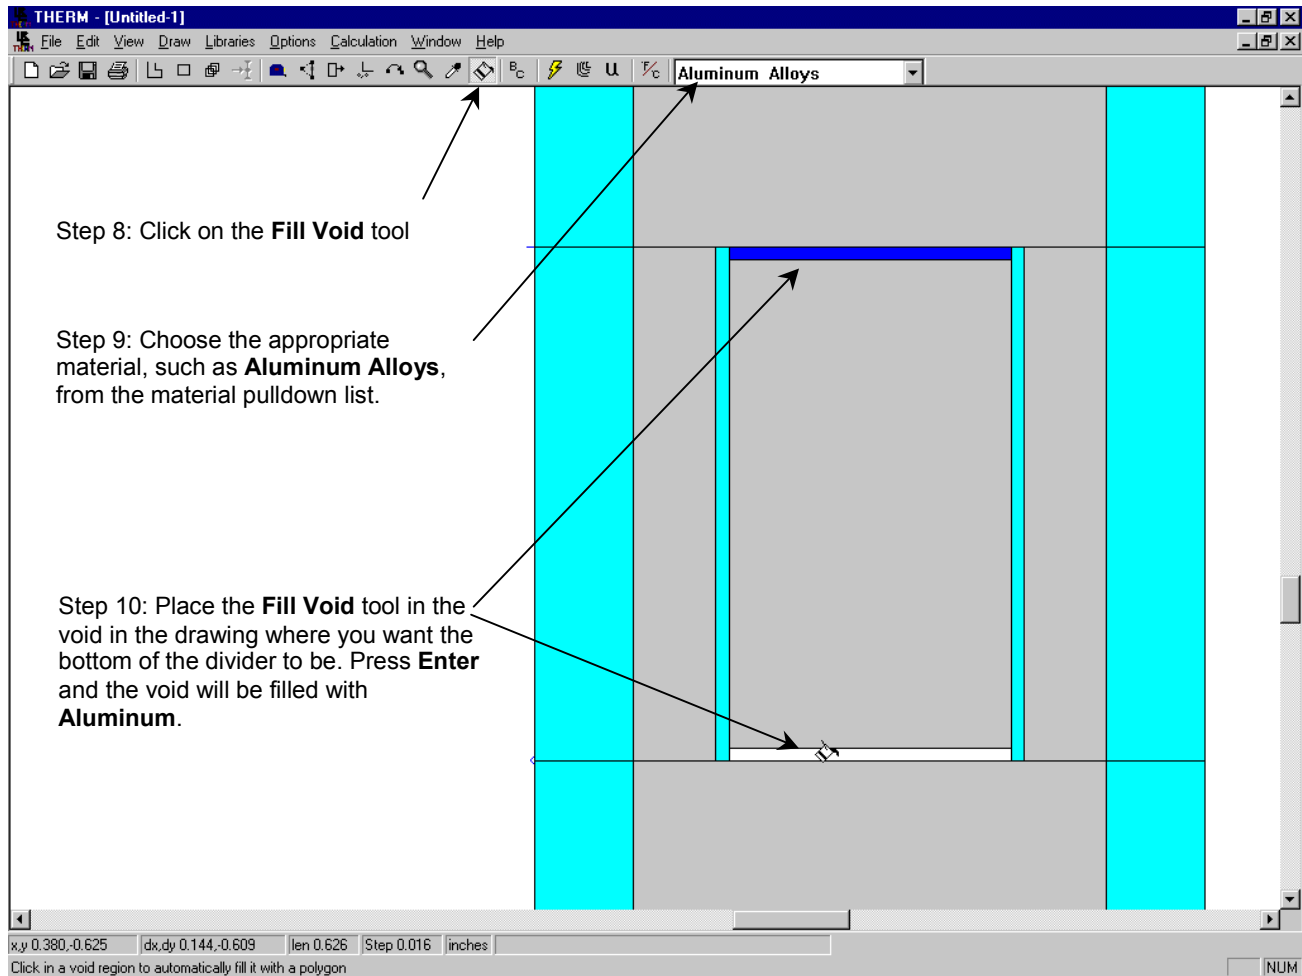 THERM - [Untitled-1]
File Edit View Draw Libraries Options Calculation Window Help
BC U F/C Aluminum Alloys
Step 8: Click on the Fill Void tool
Step 9: Choose the appropriate
material, such as Aluminum Alloys,
from the material pulldown list.
Step 10: Place the Fill Void tool in the
void in the drawing where you want the
bottom of the divider to be. Press Enter
and the void will be filled with
Aluminum.
x,y 0.380,-0.625 dx,dy 0.144,-0.609 len 0.626 Step 0.016 inches
Click in a void region to automatically fill it with a polygon NUM